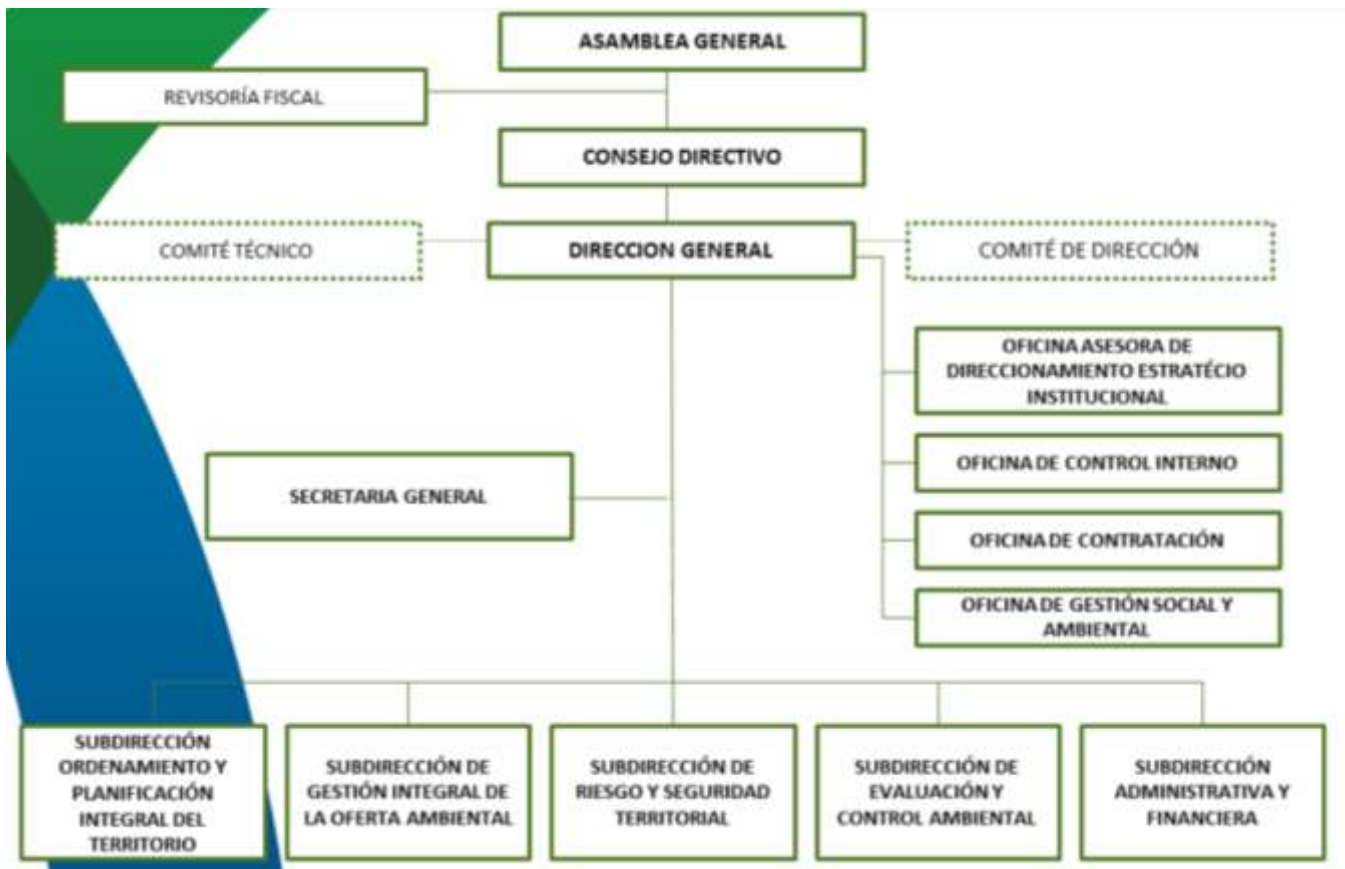 ASAMBLEA GENERAL
REVISORÍA FISCAL
CONSEJO DIRECTIVO
COMITÉ TÉCNICO
DIRECCION GENERAL
COMITÉ DE DIRECCIÓN
OFICINA ASESORA DE
DIRECCIONAMIENTO ESTRATÉCIO
INSTITUCIONAL
OFICINA DE CONTROL INTERNO
SECRETARIA GENERAL
OFICINA DE CONTRATACIÓN
OFICINA DE GESTIÓN SOCIAL Y
AMBIENTAL
SUBDIRECCIÓN
ORDENAMIENTO Y
PLANIFICACIÓN
INTEGRAL DEL
TERRITORIO
SUBDIRECCIÓN DE
GESTIÓN INTEGRAL DE
LA OFERTA AMBIENTAL
SUBDIRECCIÓN DE
RIESGO Y SEGURIDAD
TERRITORIAL
SUBDIRECCIÓN DE
EVALUACIÓN Y
CONTROL AMBIENTAL
SUBDIRECCIÓN
ADMINISTRATIVA Y
FINANCIERA